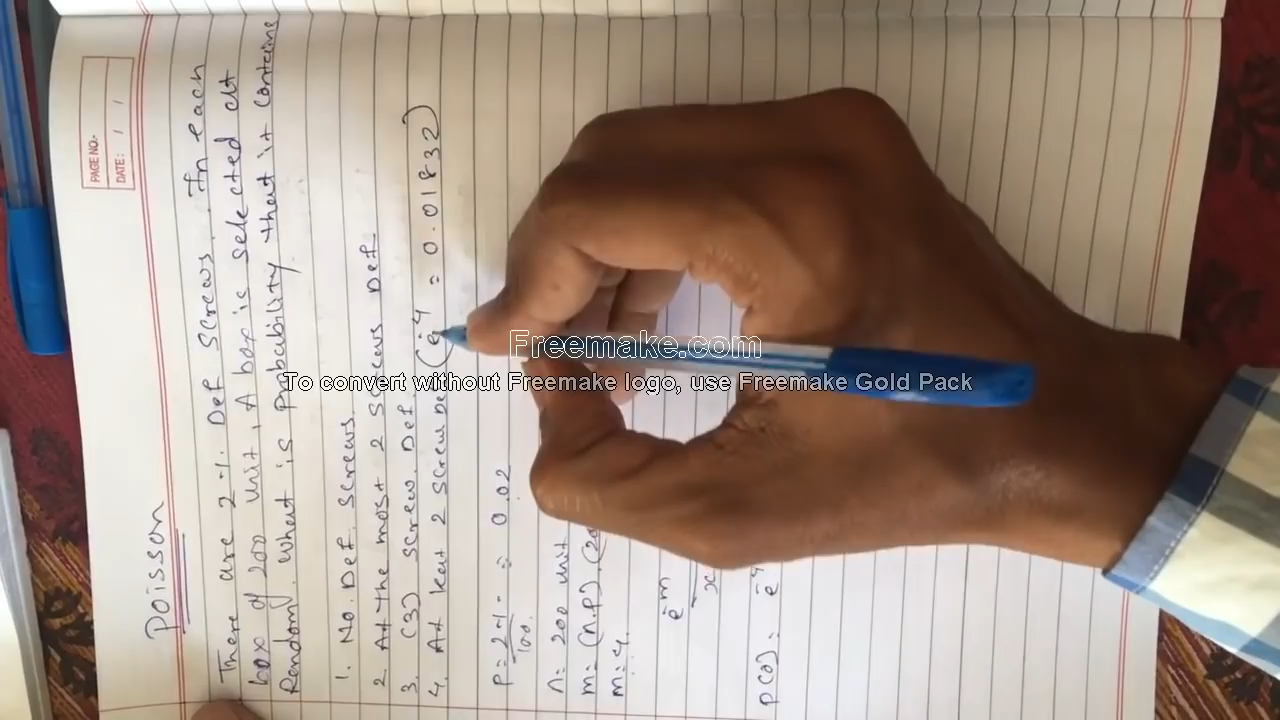 PAGE NO:-
DATE: / /
Poisson
There are 2 %. Def screws. In each
box of 200 unit, A box is selected At
Random. What is Probability that it contains
1. No. Def. screws
2. At the most 2 screws Def
3. (3) screw. Def.
4. At least 2 screw De (e-4 = 0.01832)
P = 2% = 0.02
100.
n = 200 unit
m = (n.p) . (20
m = 4.
e-m
x
P(0) . e-4
Freemake.com
To convert without Freemake logo, use Freemake Gold Pack